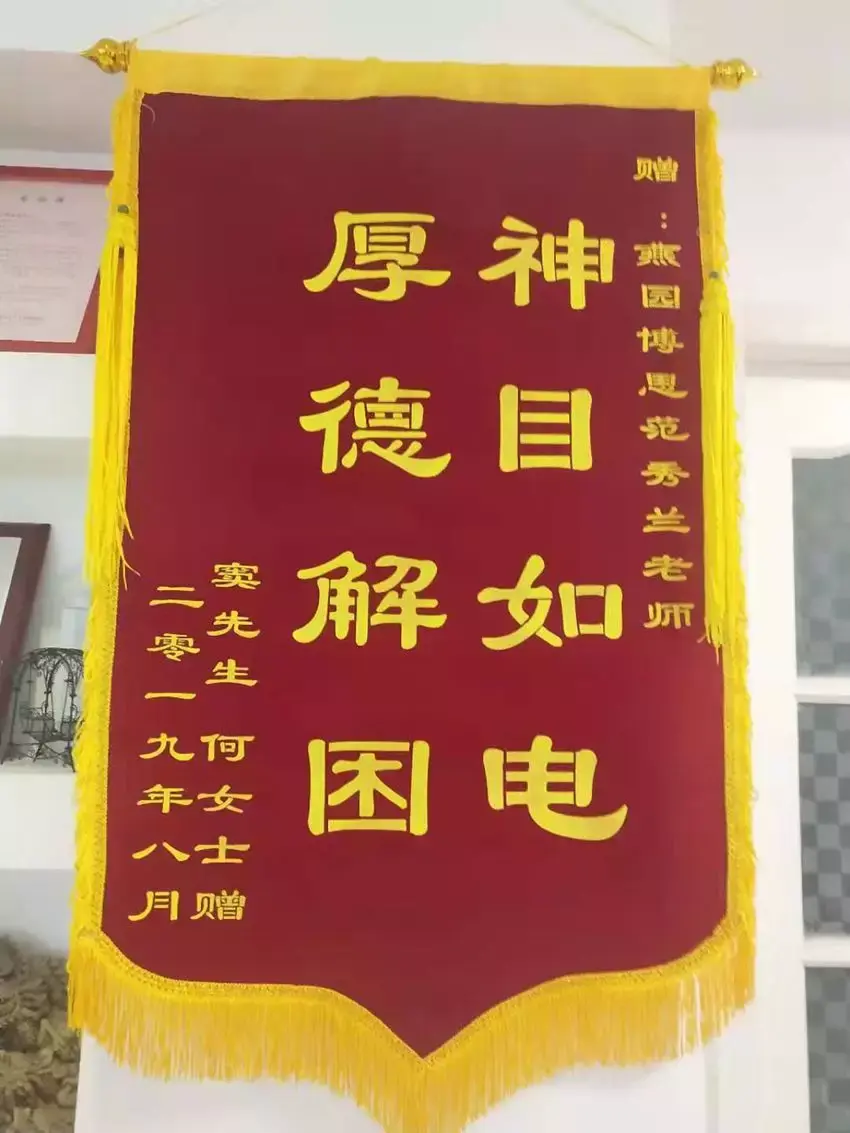 赠：燕园博思范秀兰老师
神目如电
厚德解困
窦先生 何女士赠
二零一九年八月